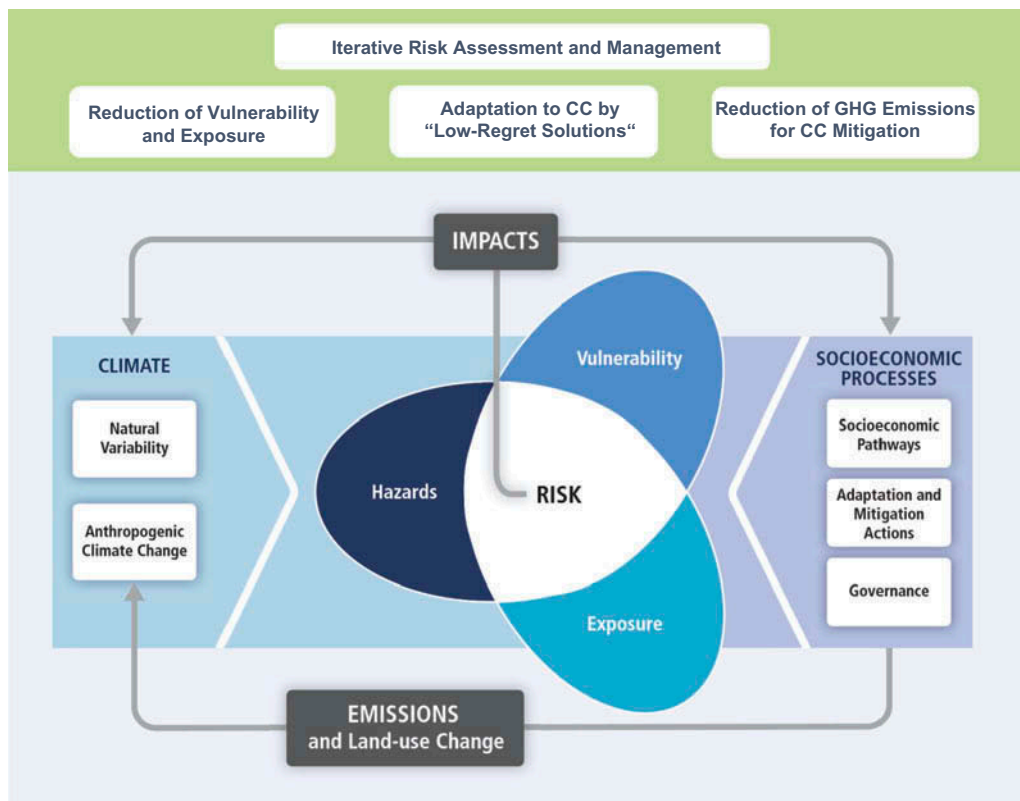 Iterative Risk Assessment and Management
Reduction of Vulnerability
and Exposure
Adaptation to CC by
“Low-Regret Solutions“
Reduction of GHG Emissions
for CC Mitigation
IMPACTS
CLIMATE
Natural
Variability
Anthropogenic
Climate Change
Vulnerability
Hazards
RISK
Exposure
SOCIOECONOMIC
PROCESSES
Socioeconomic
Pathways
Adaptation and
Mitigation
Actions
Governance
EMISSIONS
and Land-use Change